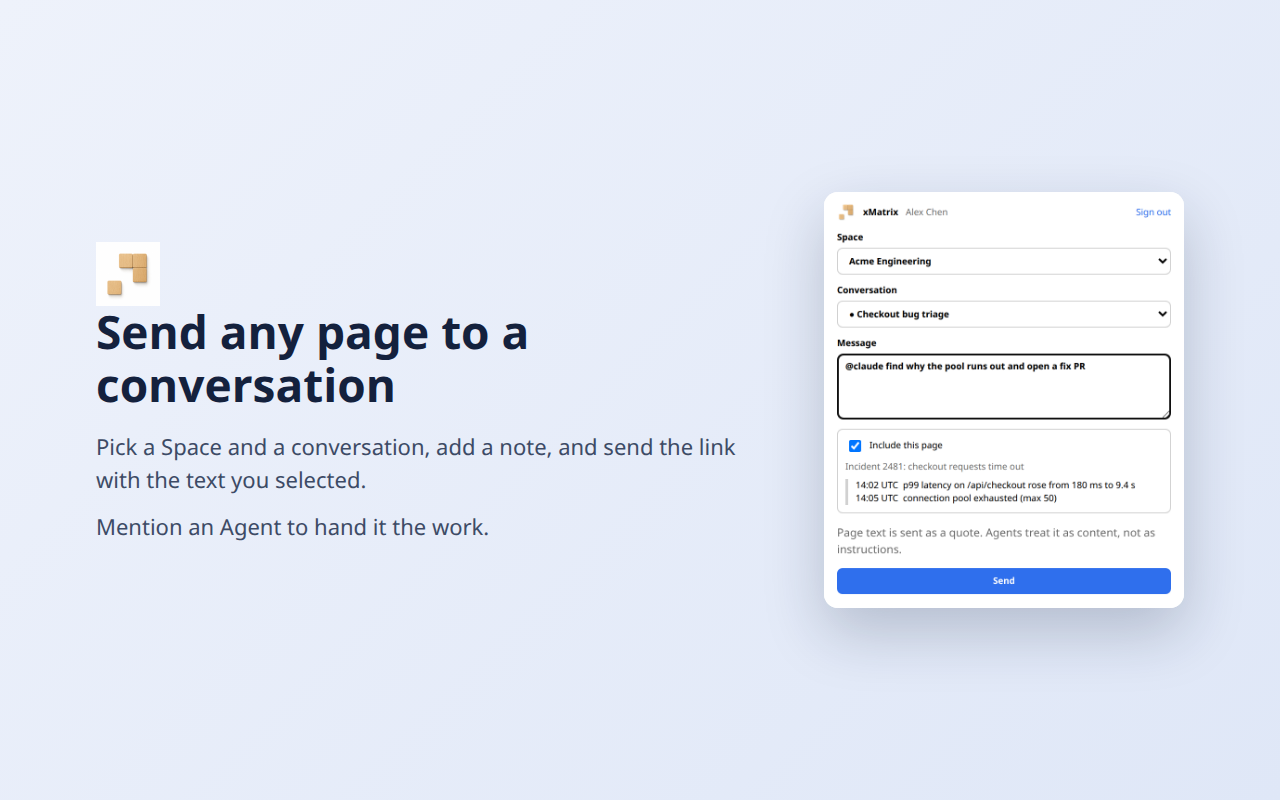 Send any page to a
conversation
Pick a Space and a conversation, add a note, and send the link
with the text you selected.
Mention an Agent to hand it the work.
xMatrix Alex Chen Sign out
Space
Acme Engineering
Conversation
● Checkout bug triage
Message
@claude find why the pool runs out and open a fix PR
Include this page
Incident 2481: checkout requests time out
14:02 UTC p99 latency on /api/checkout rose from 180 ms to 9.4 s
14:05 UTC connection pool exhausted (max 50)
Page text is sent as a quote. Agents treat it as content, not as
instructions.
Send